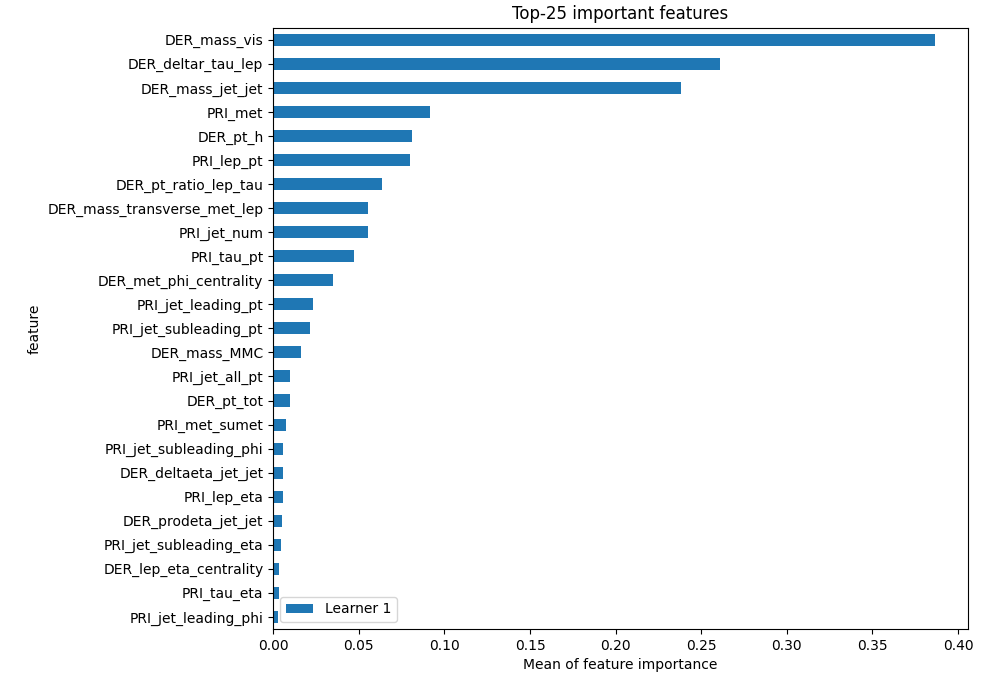 Top-25 important features
DER_mass_vis
DER_deltar_tau_lep
DER_mass_jet_jet
PRI_met
DER_pt_h
PRI_lep_pt
DER_pt_ratio_lep_tau
DER_mass_transverse_met_lep
PRI_jet_num
PRI_tau_pt
DER_met_phi_centrality
PRI_jet_leading_pt
PRI_jet_subleading_pt
DER_mass_MMC
PRI_jet_all_pt
DER_pt_tot
PRI_met_sumet
PRI_jet_subleading_phi
DER_deltaeta_jet_jet
PRI_lep_eta
DER_prodeta_jet_jet
PRI_jet_subleading_eta
DER_lep_eta_centrality
PRI_tau_eta
PRI_jet_leading_phi
feature
Learner 1
0.00 0.05 0.10 0.15 0.20 0.25 0.30 0.35 0.40
Mean of feature importance